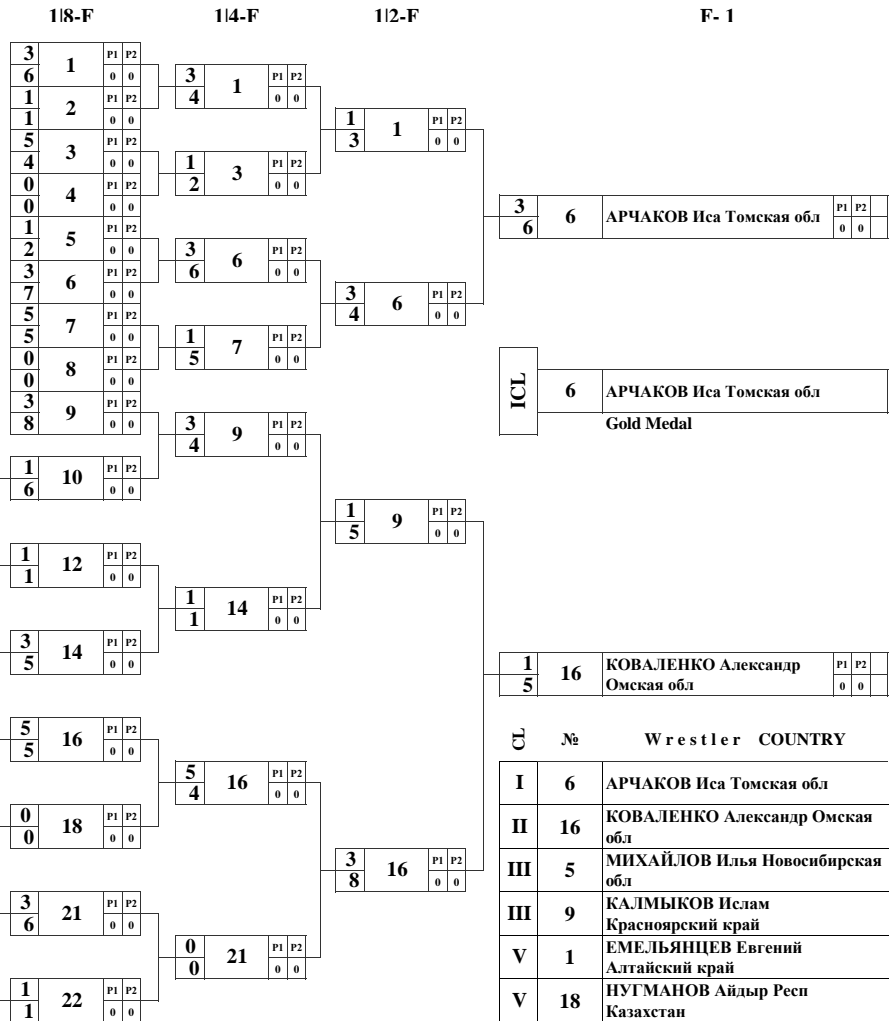 1|8-F 1|4-F 1|2-F F- 1
3 1 P1 P2
6 0 0
1 2 P1 P2
1 0 0
5 3 P1 P2
4 0 0
0 4 P1 P2
0 0 0
1 5 P1 P2
2 0 0
3 6 P1 P2
7 0 0
5 7 P1 P2
5 0 0
0 8 P1 P2
0 0 0
3 9 P1 P2
8 0 0
1 10 P1 P2
6 0 0
1 12 P1 P2
1 0 0
3 14 P1 P2
5 0 0
5 16 P1 P2
5 0 0
0 18 P1 P2
0 0 0
3 21 P1 P2
6 0 0
1 22 P1 P2
1 0 0
3 1 P1 P2
4 0 0
1 3 P1 P2
2 0 0
3 6 P1 P2
6 0 0
1 7 P1 P2
5 0 0
3 9 P1 P2
4 0 0
1 14 P1 P2
1 0 0
5 16 P1 P2
4 0 0
0 21 P1 P2
0 0 0
1 1 P1 P2
3 0 0
3 6 P1 P2
4 0 0
1 9 P1 P2
5 0 0
3 16 P1 P2
8 0 0
3 6 АРЧАКОВ Иса Томская обл P1 P2
6 0 0
ICL 6 АРЧАКОВ Иса Томская обл
Gold Medal
1 16 КОВАЛЕНКО Александр P1 P2
5 Омская обл 0 0
CL № Wrestler COUNTRY
I 6 АРЧАКОВ Иса Томская обл
II 16 КОВАЛЕНКО Александр Омская
обл
III 5 МИХАЙЛОВ Илья Новосибирская
обл
III 9 КАЛМЫКОВ Ислам
Красноярский край
V 1 ЕМЕЛЬЯНЦЕВ Евгений
Алтайский край
V 18 НУГМАНОВ Айдыр Респ
Казахстан